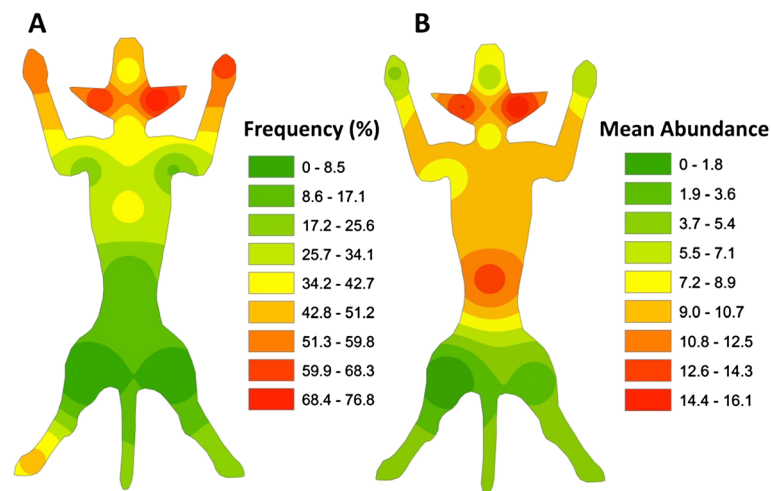 A
B
Frequency (%)
0 - 8.5
8.6 - 17.1
17.2 - 25.6
25.7 - 34.1
34.2 - 42.7
42.8 - 51.2
51.3 - 59.8
59.9 - 68.3
68.4 - 76.8
Mean Abundance
0 - 1.8
1.9 - 3.6
3.7 - 5.4
5.5 - 7.1
7.2 - 8.9
9.0 - 10.7
10.8 - 12.5
12.6 - 14.3
14.4 - 16.1